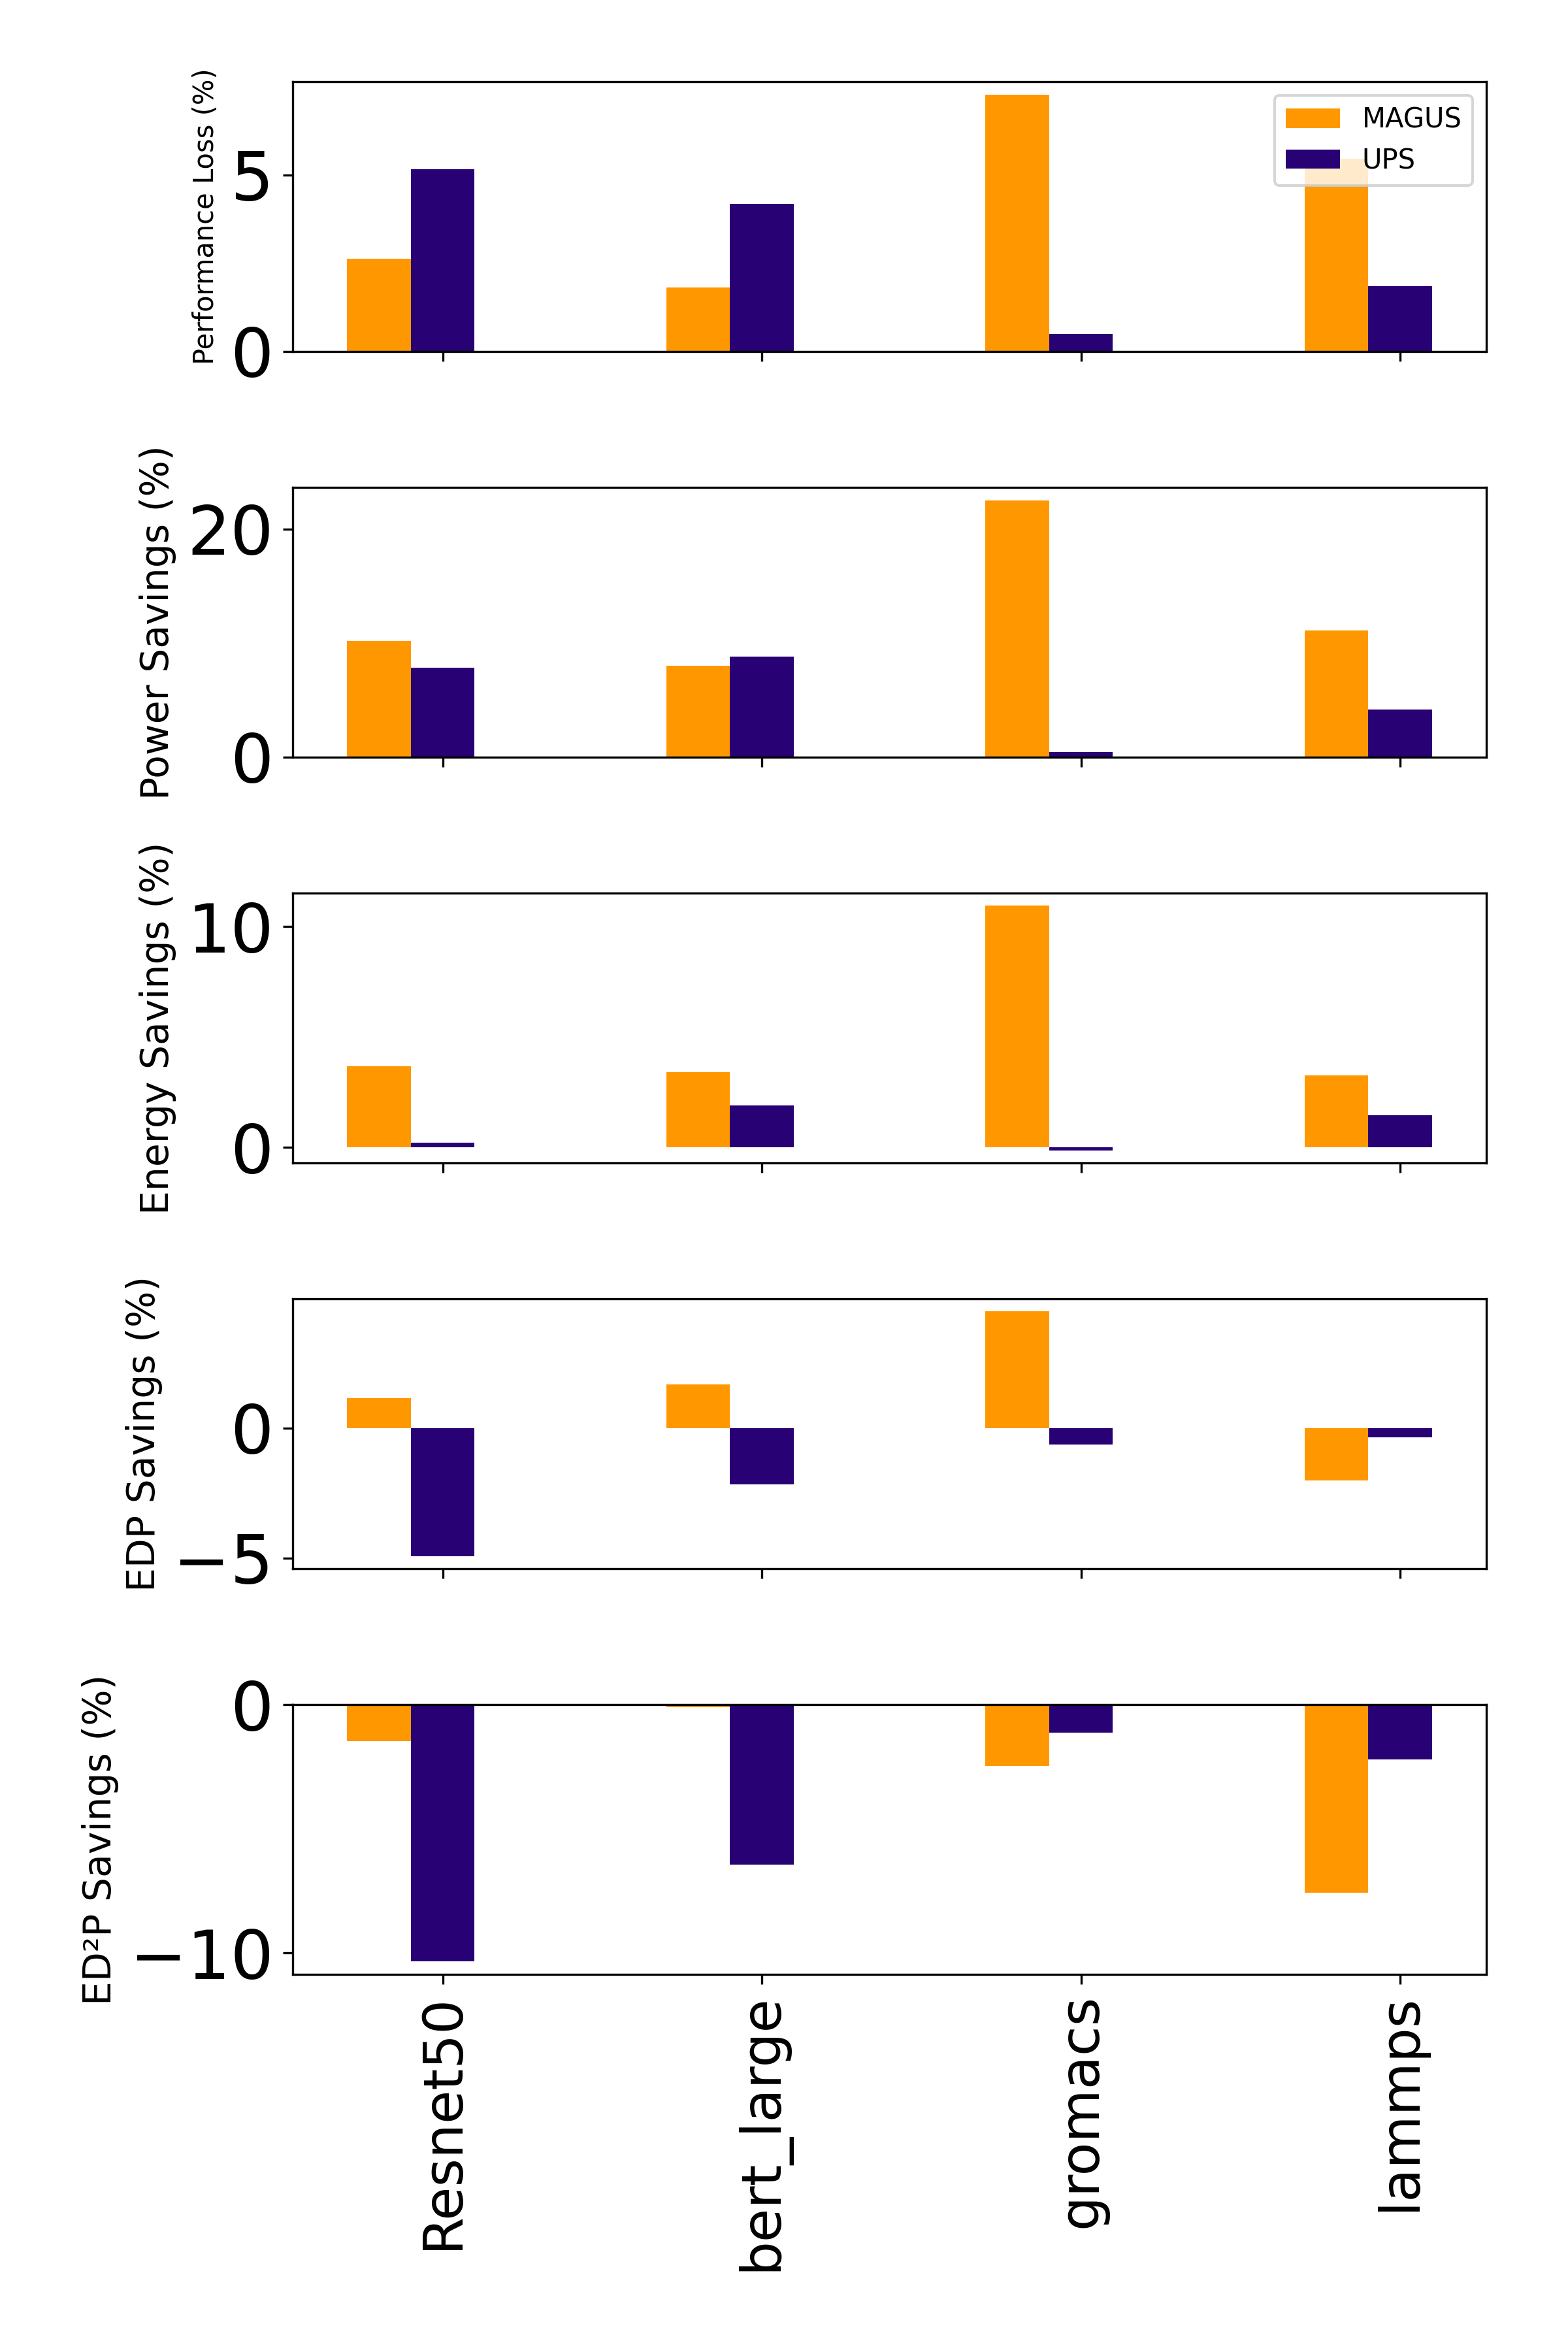 Performance Loss (%)
5
0
MAGUS
UPS
Power Savings (%)
20
0
Energy Savings (%)
10
0
EDP Savings (%)
0
−5
ED²P Savings (%)
0
−10
Resnet50
bert_large
gromacs
lammps